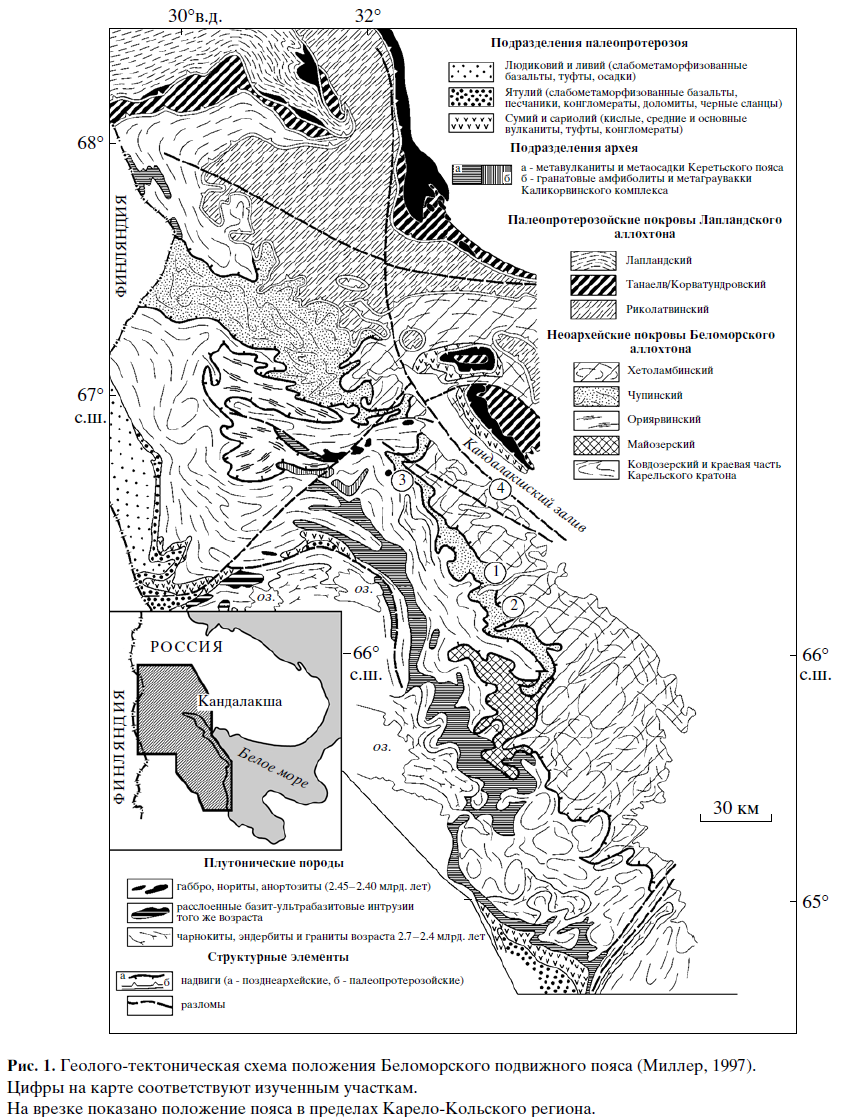 30°в.д.
32°
68°
67°
с.ш.
66°
с.ш.
66°
с.ш.
65°
ФИНЛЯНДИЯ
Подразделения палеопротерозоя
Людиковий и ливий (слабометаморфизованные
базальты, туфты, осадки)
Ятулий (слабометаморфизованные базальты,
песчаники, конгломераты, доломиты, черные сланцы)
Сумий и сариолий (кислые, средние и основные
вулканиты, туфты, конгломераты)
Подразделения архея
а
б
а - метавулканиты и метаосадки Керетьского пояса
б - гранатовые амфиболиты и метаграувакки
Каликорвинского комплекса
Палеопротерозойские покровы Лапландского
аллохтона
Лапландский
Танаелв/Корватундровский
Риколатвинский
Неоархейские покровы Беломорского
аллохтона
Хетоламбинский
Чупинский
Ориярвинский
Майозерский
Ковдозерский и краевая часть
Карельского кратона
Кандалакшский залив
3
4
1
2
оз.
оз.
оз.
РОССИЯ
ФИНЛЯНДИЯ
Кандалакша
Белое море
30 км
Плутонические породы
габбро, нориты, анортозиты (2.45–2.40 млрд. лет)
расслоенные базит-ультрабазитовые интрузии
того же возраста
чарнокиты, эндербиты и граниты возраста 2.7–2.4 млрд. лет
Структурные элементы
а
б
надвиги (а - позднеархейские, б - палеопротерозойские)
разломы
Рис. 1. Геолого-тектоническая схема положения Беломорского подвижного пояса (Миллер, 1997).
Цифры на карте соответствуют изученным участкам.
На врезке показано положение пояса в пределах Карело-Кольского региона.